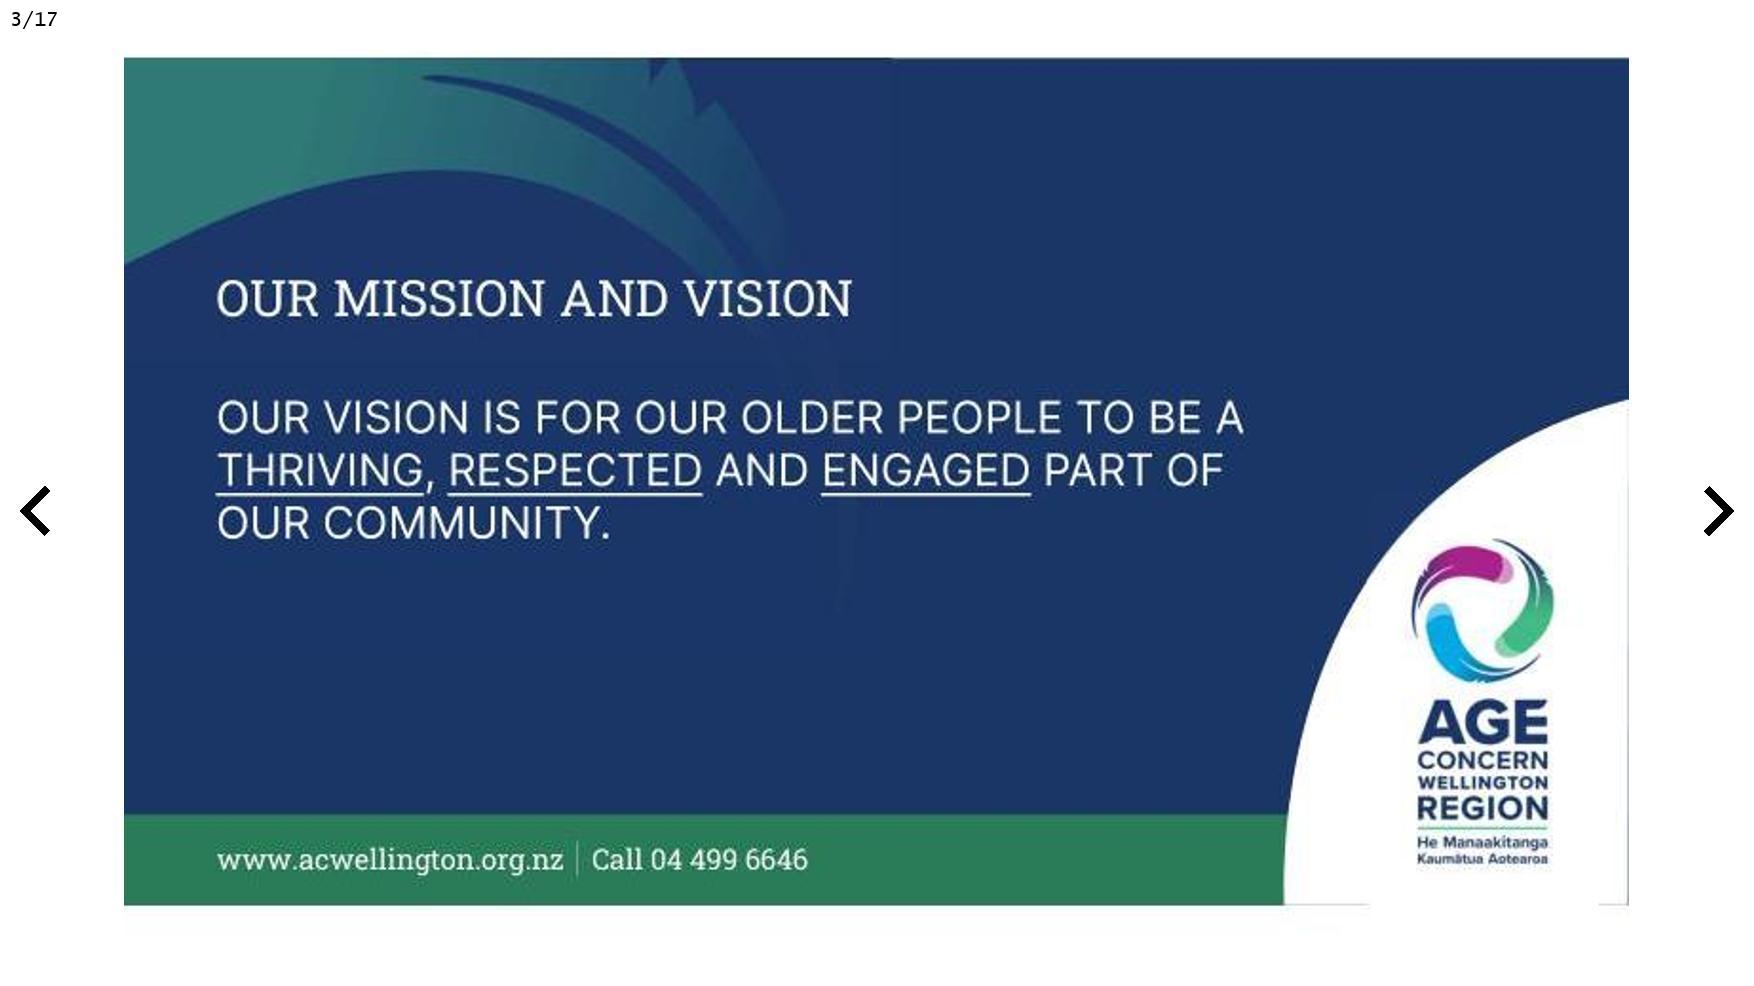 3/17
OUR MISSION AND VISION
OUR VISION IS FOR OUR OLDER PEOPLE TO BE A
THRIVING, RESPECTED AND ENGAGED PART OF
OUR COMMUNITY.
AGE
CONCERN
WELLINGTON
REGION
He Manaakitanga
Kaumātua Aotearoa
www.acwellington.org.nz | Call 04 499 6646